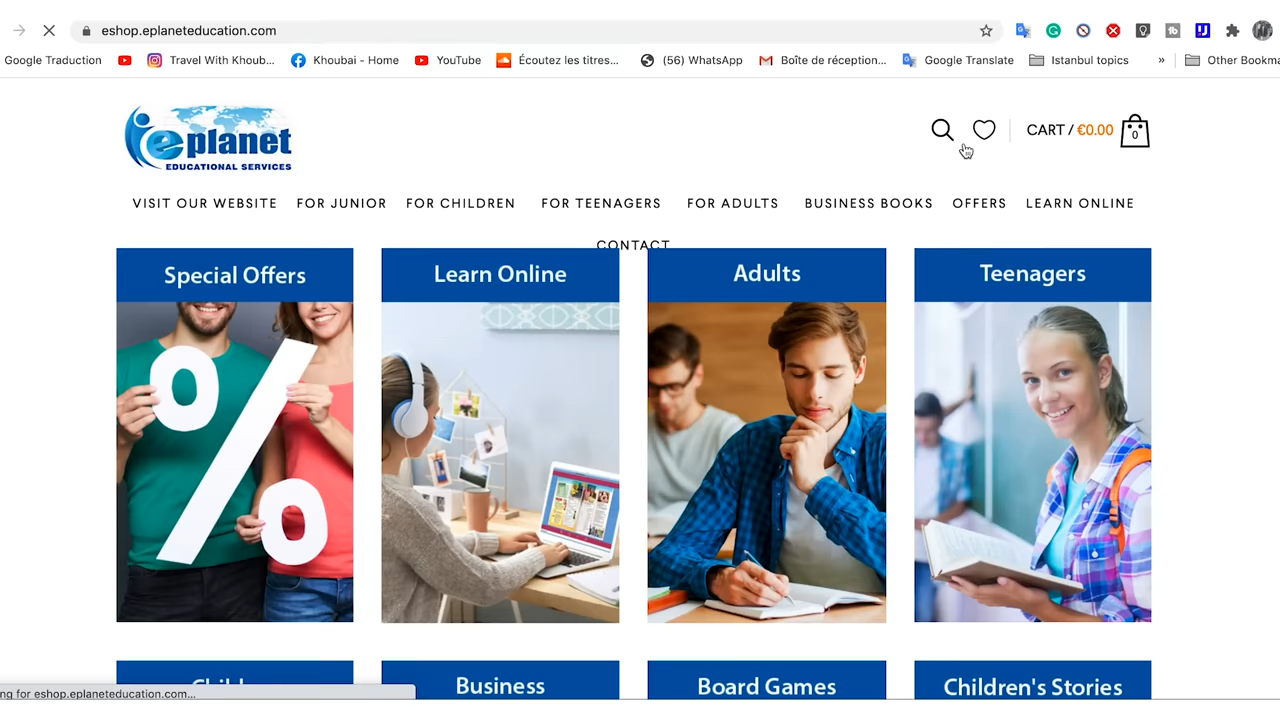 eshop.eplaneteducation.com
Google Traduction Travel With Khoub... Khoubai - Home YouTube Écoutez les titres... (56) WhatsApp Boîte de réception... Google Translate Istanbul topics » Other Bookma
eplanet
EDUCATIONAL SERVICES
CART / €0.00 0
VISIT OUR WEBSITE FOR JUNIOR FOR CHILDREN FOR TEENAGERS FOR ADULTS BUSINESS BOOKS OFFERS LEARN ONLINE
CONTACT
Special Offers Learn Online Adults Teenagers
%
Business Board Games Children's Stories
ng for eshop.eplaneteducation.com...